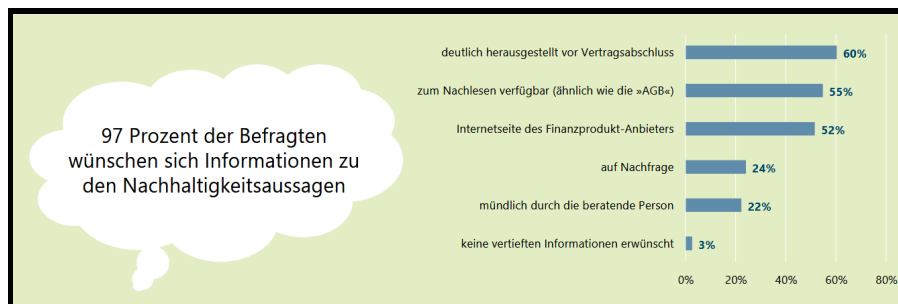 97 Prozent der Befragten
wünschen sich Informationen zu
den Nachhaltigkeitsaussagen
deutlich herausgestellt vor Vertragsabschluss 60%
zum Nachlesen verfügbar (ähnlich wie die »AGB«) 55%
Internetseite des Finanzprodukt-Anbieters 52%
auf Nachfrage 24%
mündlich durch die beratende Person 22%
keine vertieften Informationen erwünscht 3%
0% 20% 40% 60% 80%